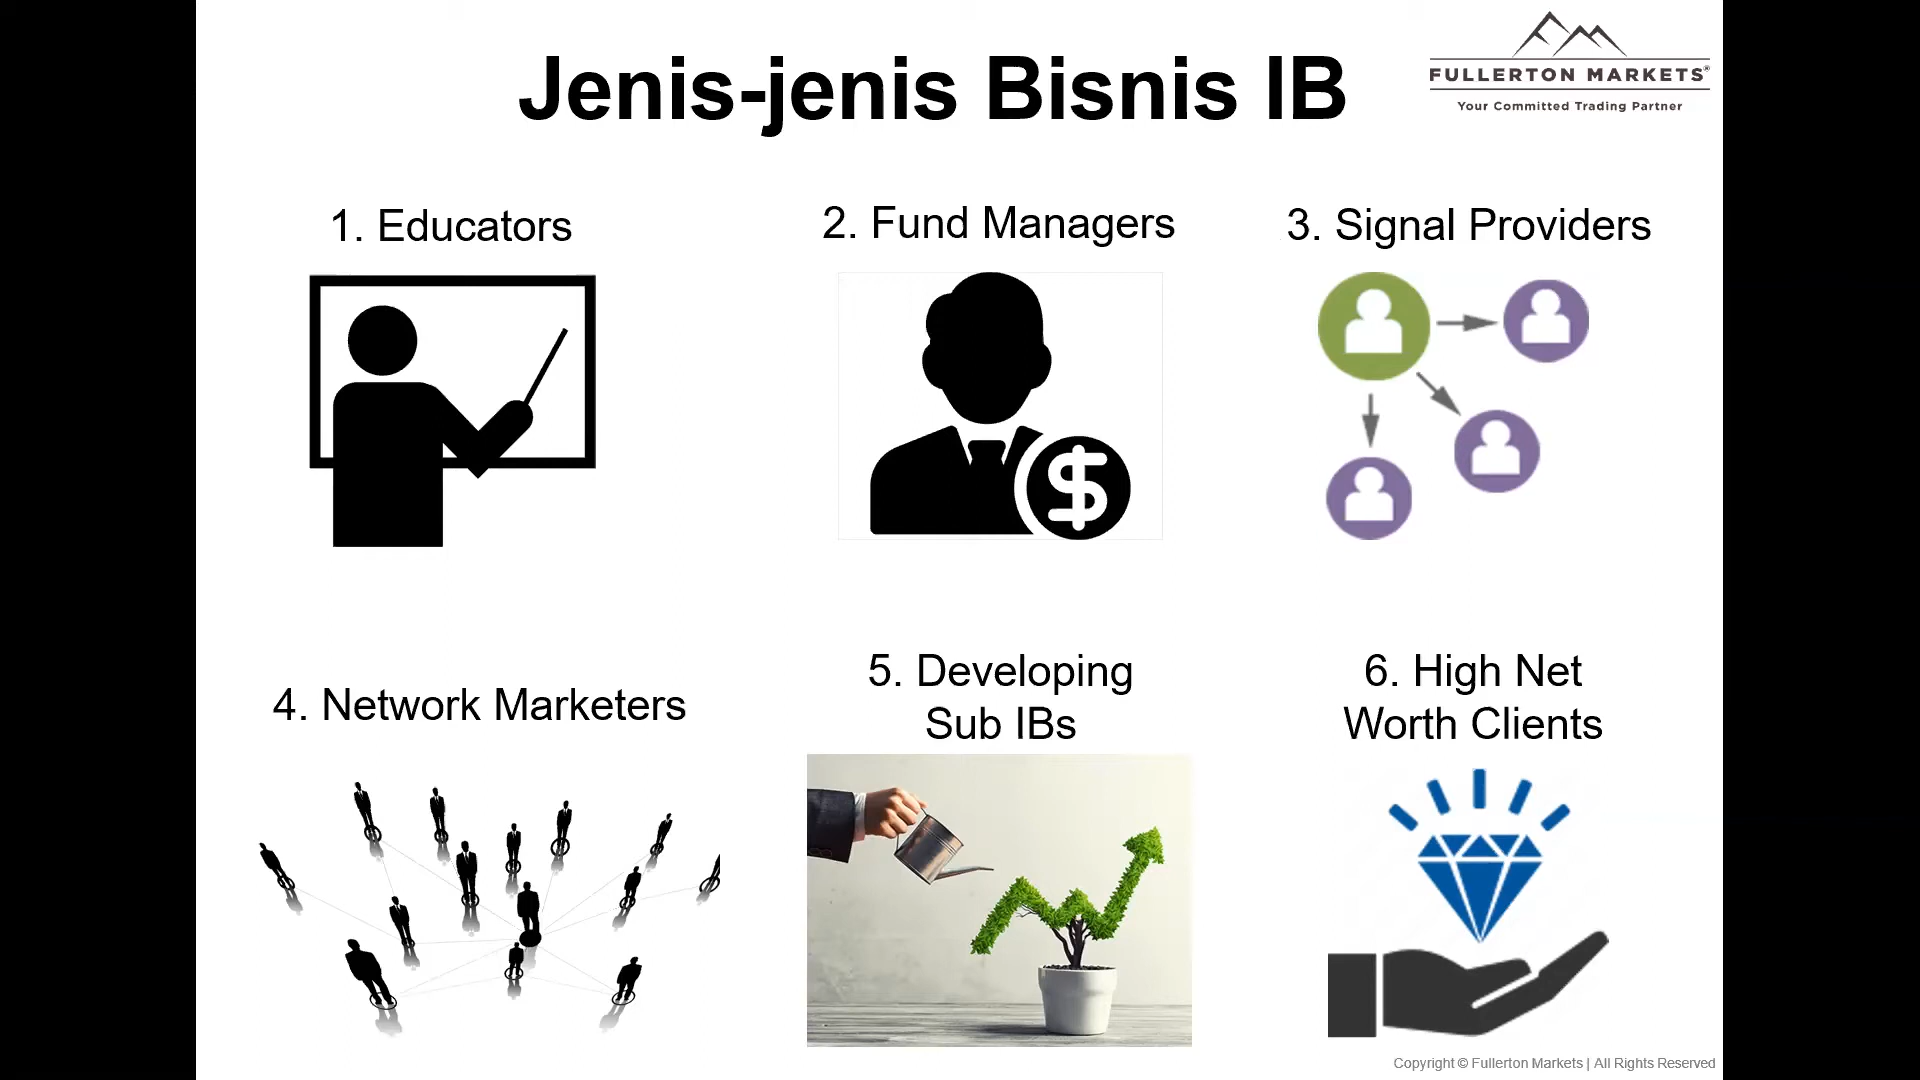 Jenis-jenis Bisnis IB
FULLERTON MARKETS®
Your Committed Trading Partner
1. Educators
2. Fund Managers
3. Signal Providers
4. Network Marketers
5. Developing
Sub IBs
6. High Net
Worth Clients
Copyright © Fullerton Markets | All Rights Reserved